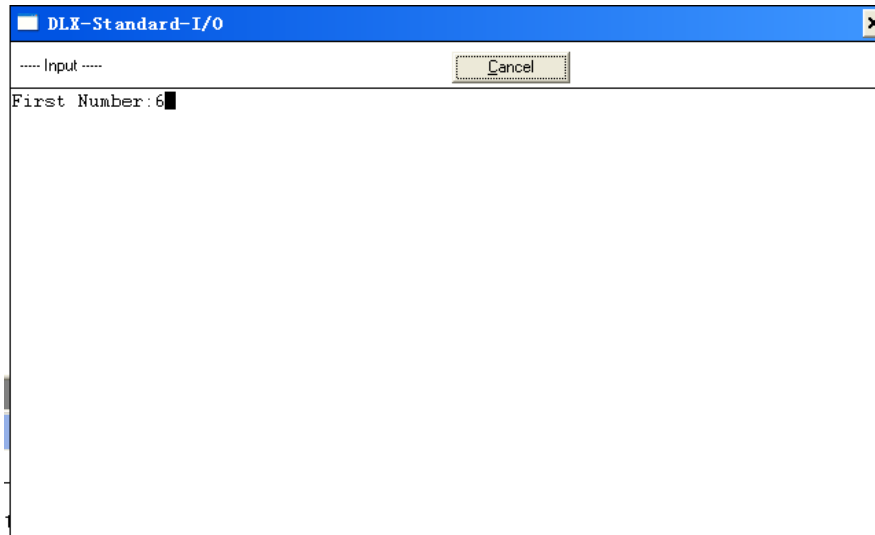 DLX-Standard-I/O
----- Input -----
Cancel
First Number:6